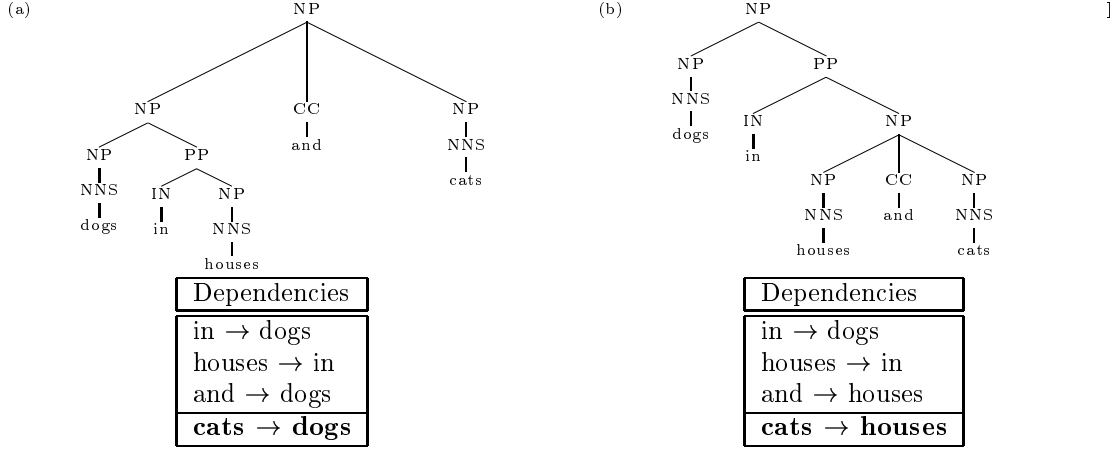 (a)
NP
NP CC NP
and
NP PP NNS
cats
NNS IN NP
dogs in NNS
houses
Dependencies
in → dogs
houses → in
and → dogs
cats → dogs
(b)
NP
NP PP
NNS
dogs
IN NP
in
NP CC NP
and
NNS NNS
houses cats
Dependencies
in → dogs
houses → in
and → houses
cats → houses